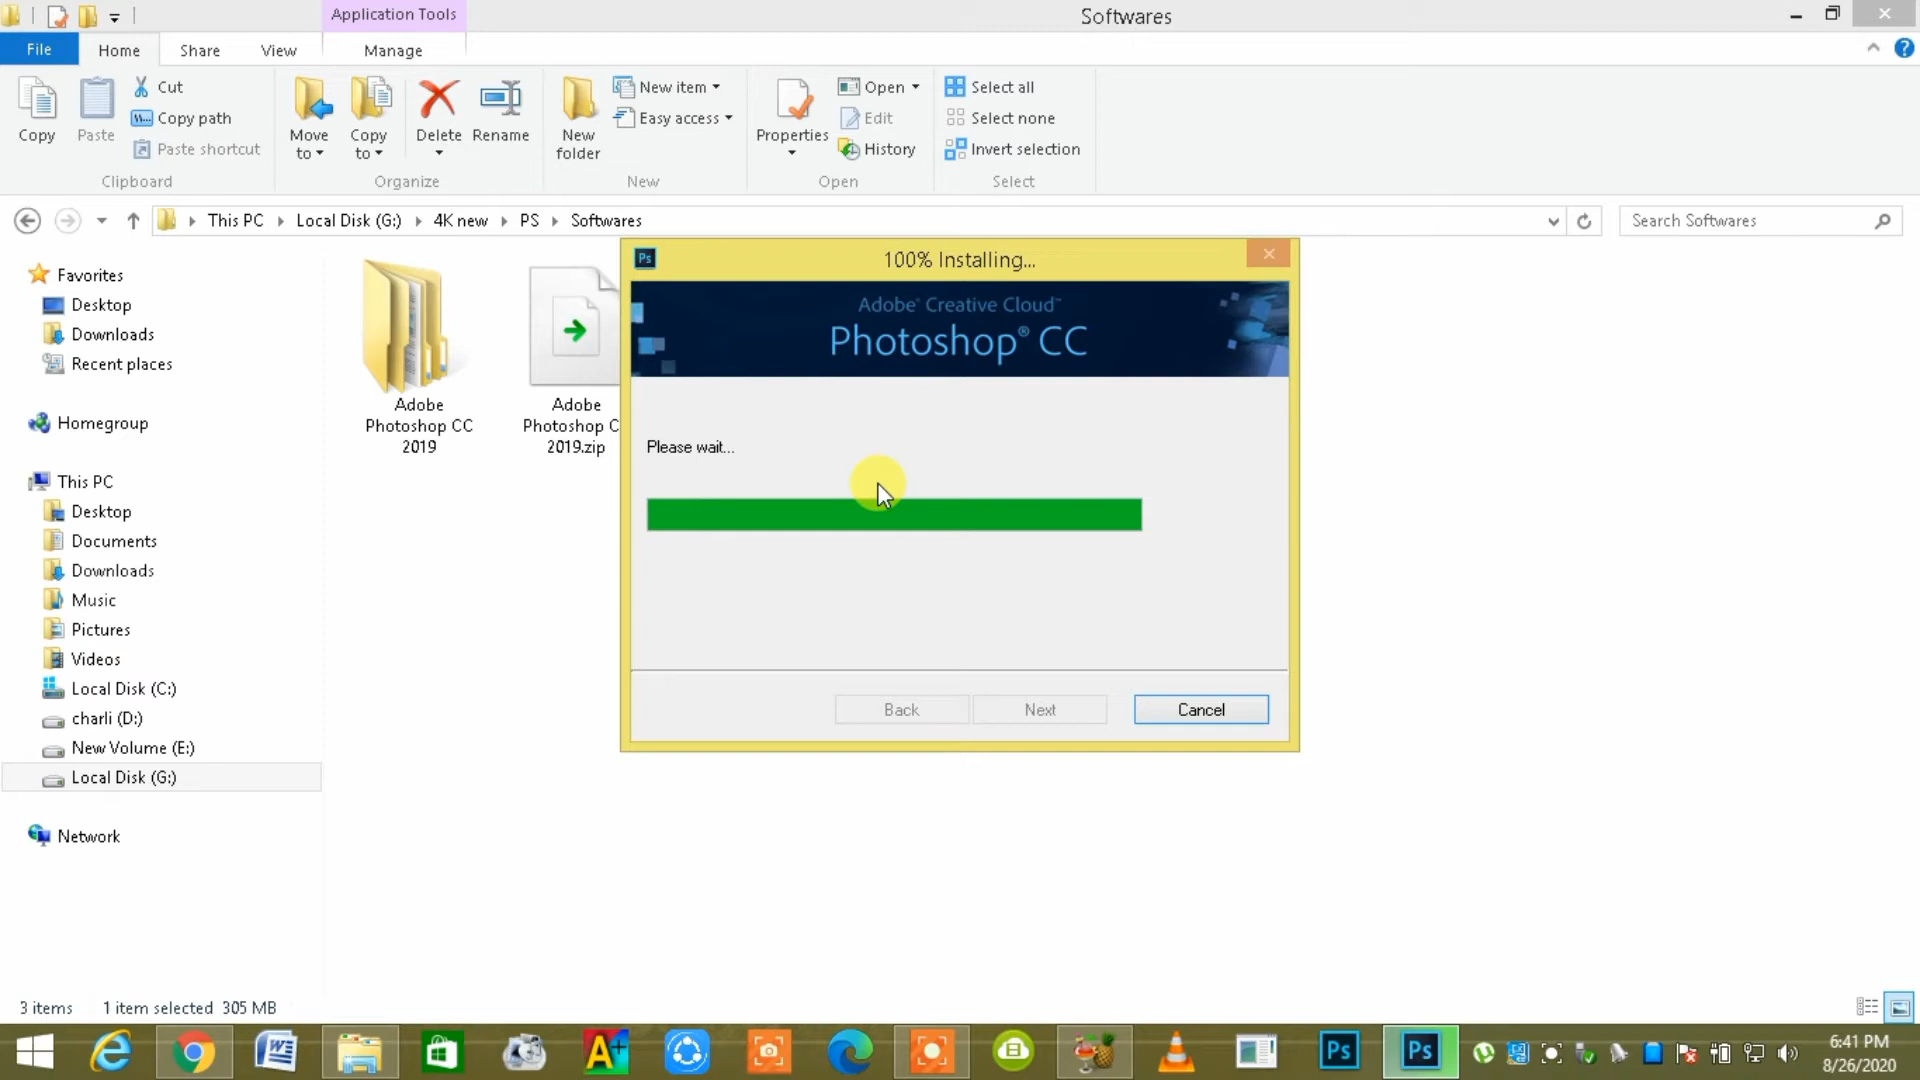 Application Tools
Softwares
File
Home
Share
View
Manage
Copy
Paste
Cut
Copy path
Paste shortcut
Clipboard
Move to
Copy to
Delete
Rename
Organize
New folder
New item
Easy access
New
Properties
Open
Edit
History
Open
Select all
Select none
Invert selection
Select
This PC
Local Disk (G:)
4K new
PS
Softwares
Search Softwares
Favorites
Desktop
Downloads
Recent places
Homegroup
This PC
Desktop
Documents
Downloads
Music
Pictures
Videos
Local Disk (C:)
charli (D:)
New Volume (E:)
Local Disk (G:)
Network
Adobe
Photoshop CC
2019
Adobe
Photoshop C
2019.zip
Ps
100% Installing...
Adobe® Creative Cloud™
Photoshop® CC
Please wait...
Back
Next
Cancel
3 items
1 item selected 305 MB
Ps
Ps
6:41 PM
8/26/2020